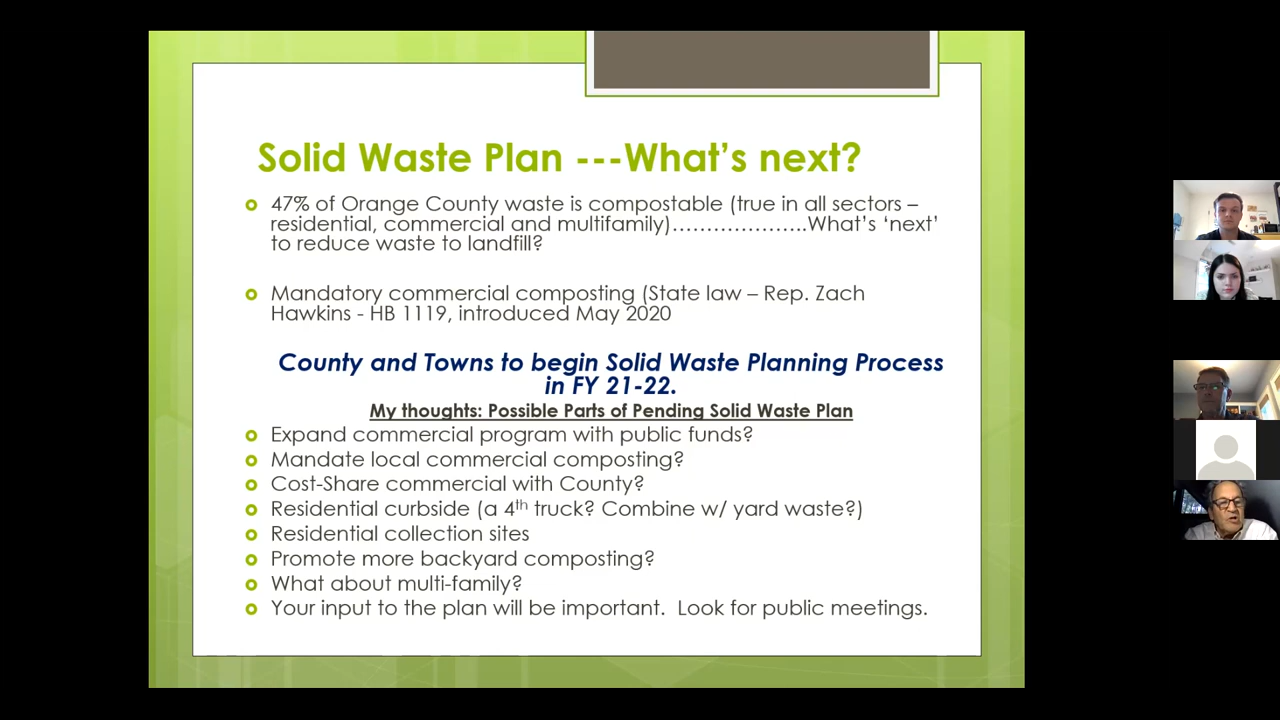 Solid Waste Plan ---What's next?
47% of Orange County waste is compostable (true in all sectors –
residential, commercial and multifamily)…………………..What's 'next'
to reduce waste to landfill?
Mandatory commercial composting (State law – Rep. Zach
Hawkins - HB 1119, introduced May 2020
County and Towns to begin Solid Waste Planning Process
in FY 21-22.
My thoughts: Possible Parts of Pending Solid Waste Plan
Expand commercial program with public funds?
Mandate local commercial composting?
Cost-Share commercial with County?
Residential curbside (a 4th truck? Combine w/ yard waste?)
Residential collection sites
Promote more backyard composting?
What about multi-family?
Your input to the plan will be important.  Look for public meetings.